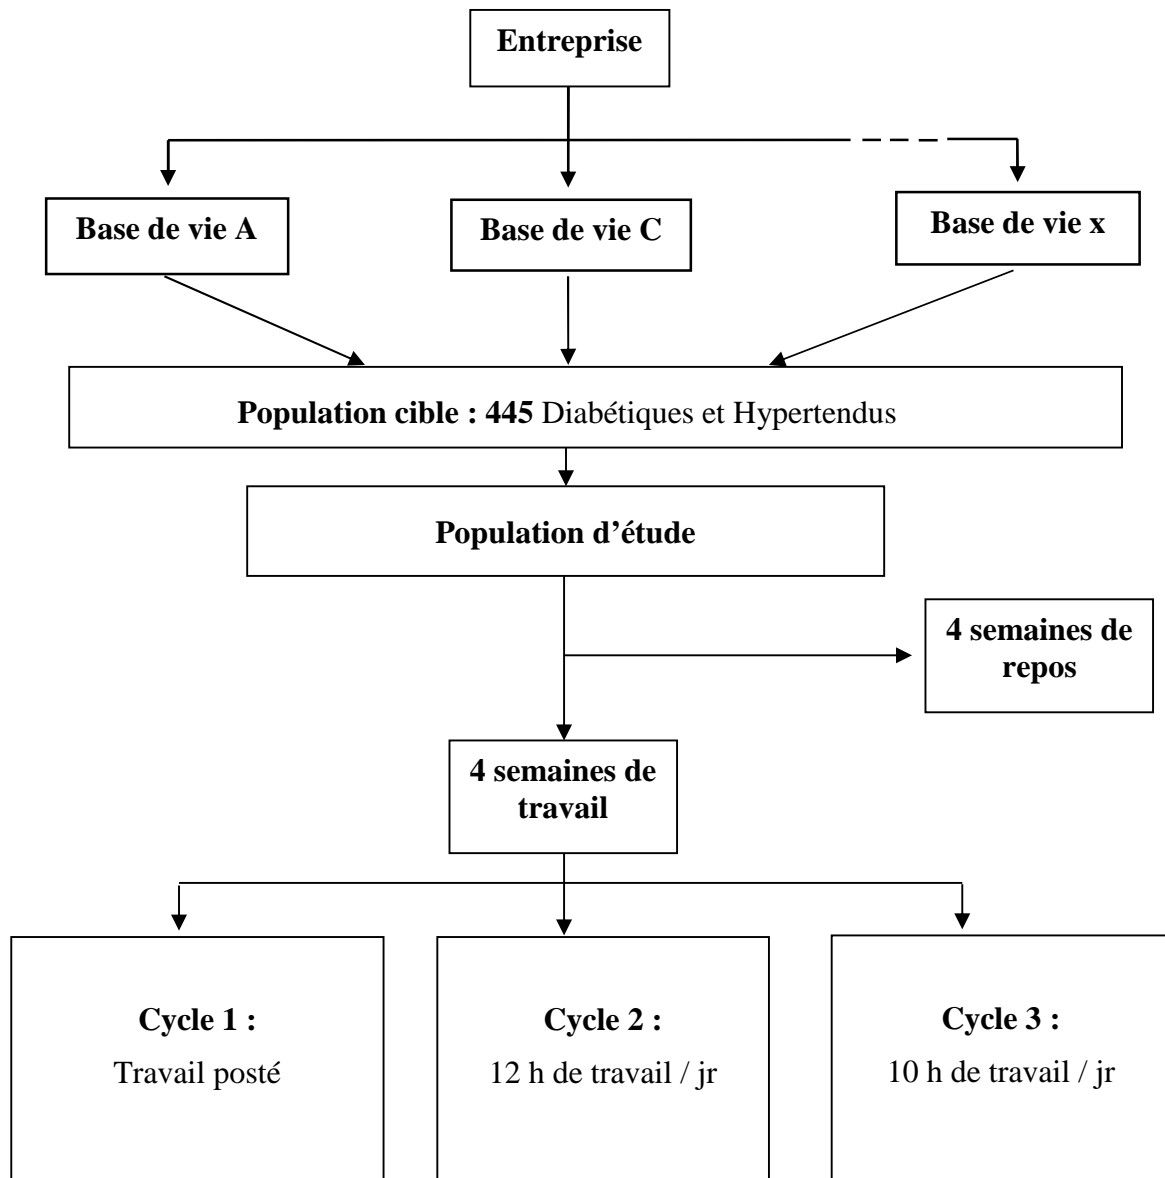 Entreprise
Base de vie A
Base de vie C
Base de vie x
Population cible : 445 Diabétiques et Hypertendus
Population d’étude
4 semaines de
repos
4 semaines de
travail
Cycle 1 :
Travail posté
Cycle 2 :
12 h de travail / jr
Cycle 3 :
10 h de travail / jr